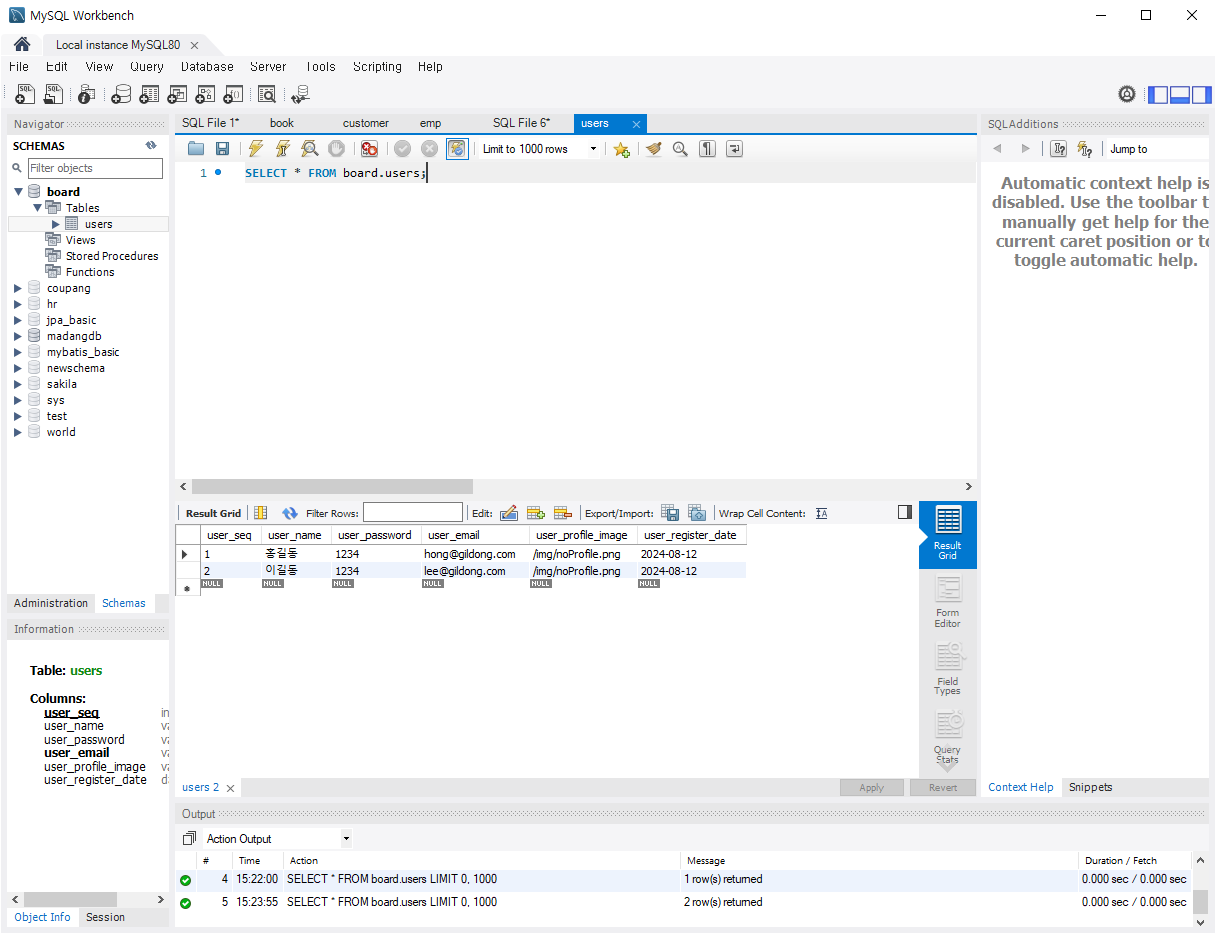 MySQL Workbench
Local instance MySQL80
File Edit View Query Database Server Tools Scripting Help
Navigator
SCHEMAS
Filter objects
board
Tables
users
Views
Stored Procedures
Functions
coupang
hr
jpa_basic
madangdb
mybatis_basic
newschema
sakila
sys
test
world
Administration Schemas
Information
Table: users
Columns:
user_seq in
user_name va
user_password va
user_email va
user_profile_image va
user_register_date da
Object Info Session
SQL File 1* book customer emp SQL File 6* users
Limit to 1000 rows
1 SELECT * FROM board.users;
Result Grid Filter Rows: Edit: Export/Import: Wrap Cell Content: IA
user_seq user_name user_password user_email user_profile_image user_register_date
1 홍길동 1234 hong@gildong.com /img/noProfile.png 2024-08-12
2 이길동 1234 lee@gildong.com /img/noProfile.png 2024-08-12
NULL NULL NULL NULL NULL NULL
Result
Grid
Form
Editor
Field
Types
Query
Stats
users 2
Apply Revert
SQLAdditions
Jump to
Automatic context help is
disabled. Use the toolbar t
manually get help for the
current caret position or to
toggle automatic help.
Context Help Snippets
Output
Action Output
# Time Action Message Duration / Fetch
4 15:22:00 SELECT * FROM board.users LIMIT 0, 1000 1 row(s) returned 0.000 sec / 0.000 sec
5 15:23:55 SELECT * FROM board.users LIMIT 0, 1000 2 row(s) returned 0.000 sec / 0.000 sec